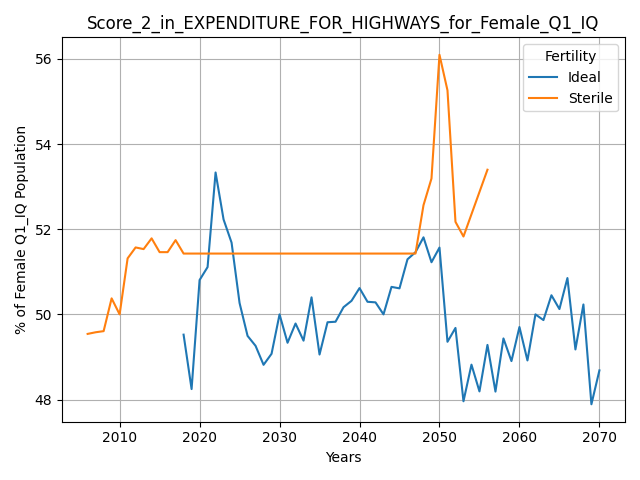 Score_2_in_EXPENDITURE_FOR_HIGHWAYS_for_Female_Q1_IQ
Fertility
Ideal
Sterile
% of Female Q1_IQ Population
56
54
52
50
48
2010 2020 2030 2040 2050 2060 2070
Years